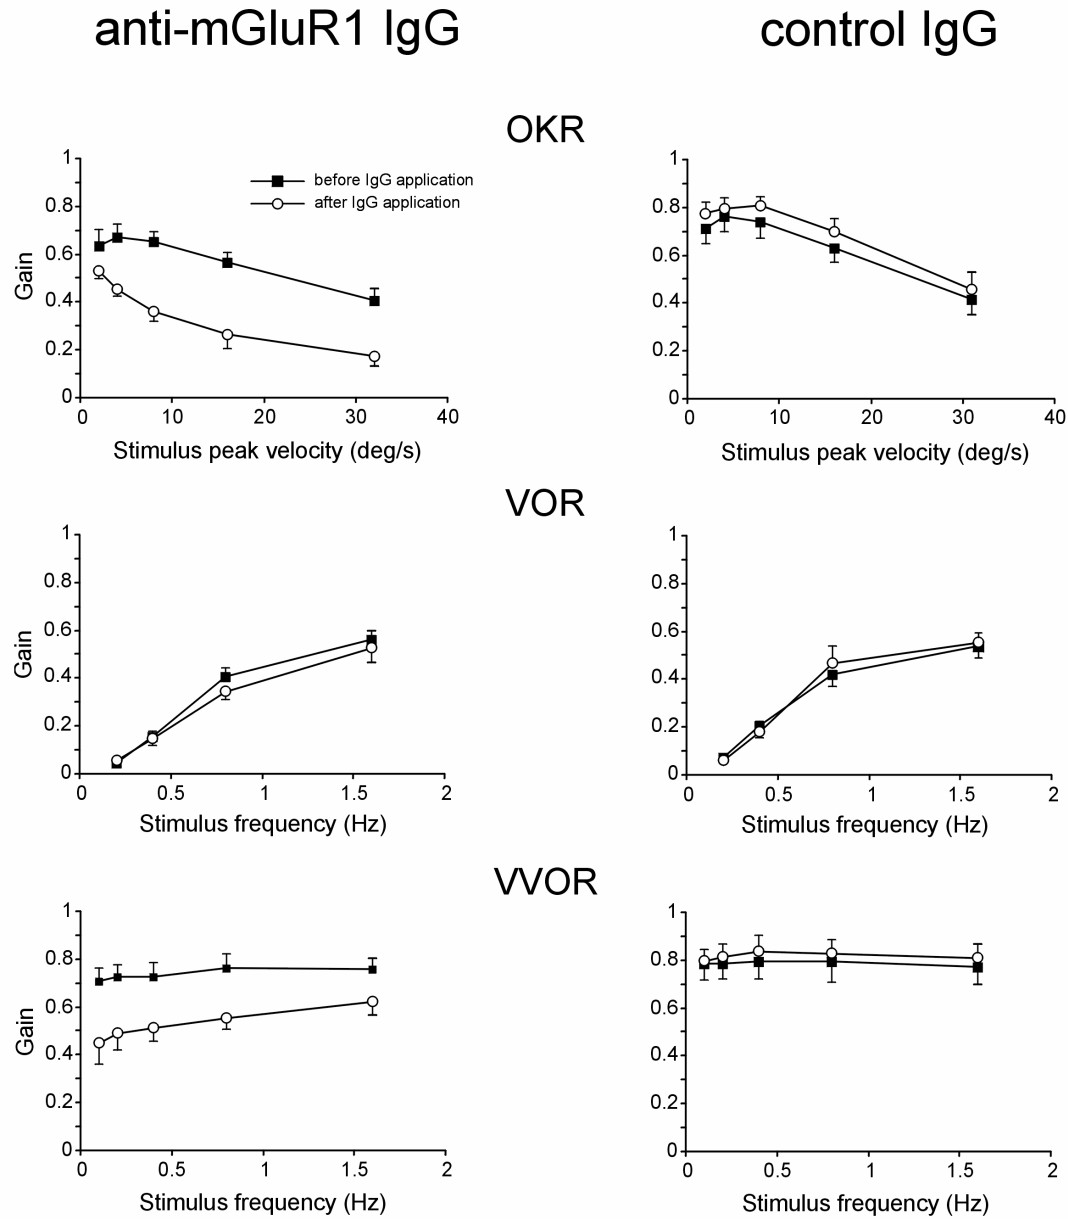 anti-mGluR1 IgG
control IgG
OKR
1
0.8
0.6
0.4
0.2
0
Gain
before IgG application
after IgG application
0 10 20 30 40
Stimulus peak velocity (deg/s)
1
0.8
0.6
0.4
0.2
0
0 10 20 30 40
Stimulus peak velocity (deg/s)
VOR
1
0.8
0.6
0.4
0.2
0
Gain
0 0.5 1 1.5 2
Stimulus frequency (Hz)
1
0.8
0.6
0.4
0.2
0
0 0.5 1 1.5 2
Stimulus frequency (Hz)
VVOR
1
0.8
0.6
0.4
0.2
0
Gain
0 0.5 1 1.5 2
Stimulus frequency (Hz)
1
0.8
0.6
0.4
0.2
0
0 0.5 1 1.5 2
Stimulus frequency (Hz)